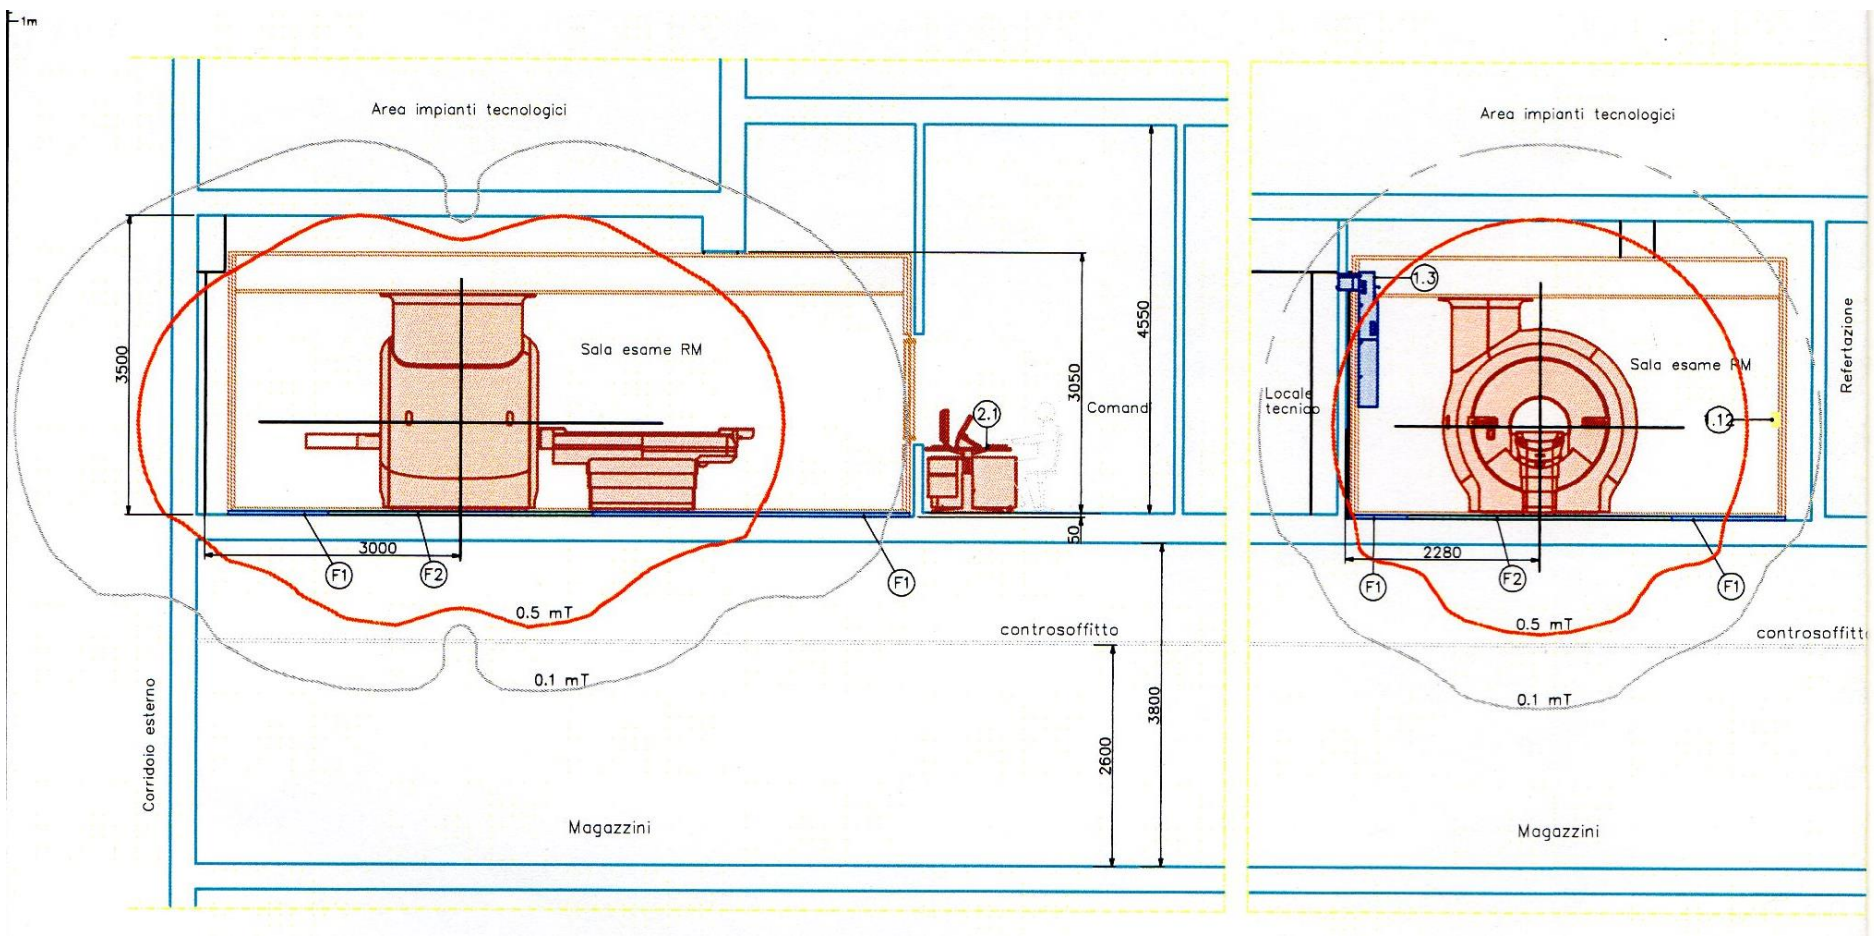 1m
Area impianti tecnologici
3500
Sala esame RM
4550
3050
Comandi
2.1
50
3000
F1
F2
F1
0.5 mT
controsoffitto
0.1 mT
3800
2600
Corridoio esterno
Magazzini
Area impianti tecnologici
1.3
Refertazione
Sala esame RM
Locale
tecnico
1.12
2280
F1
F2
F1
0.5 mT
controsoffitto
0.1 mT
Magazzini